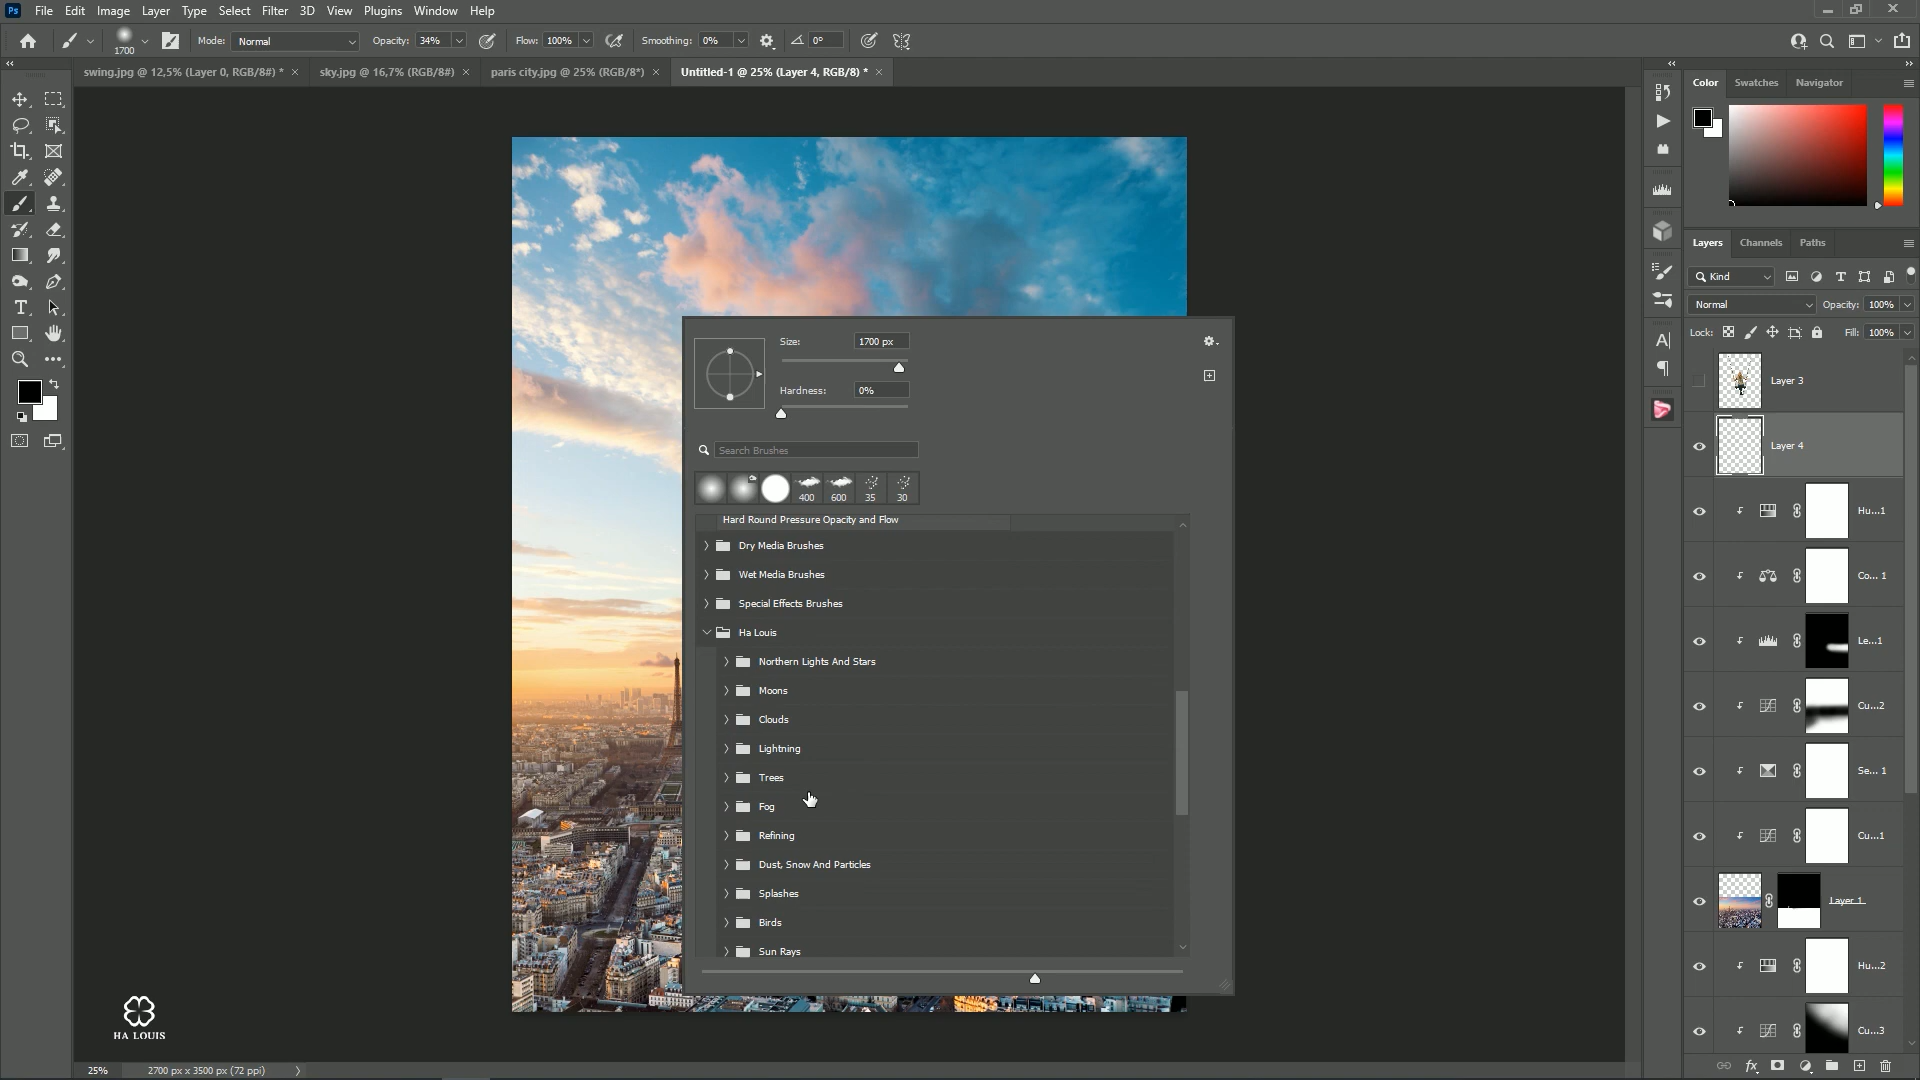 Ps File Edit Image Layer Type Select Filter 3D View Plugins Window Help
1700 Mode: Normal Opacity: 34% Flow: 100% Smoothing: 0% 0°
swing.jpg @ 12,5% (Layer 0, RGB/8#) * sky.jpg @ 16,7% (RGB/8#) paris city.jpg @ 25% (RGB/8*) Untitled-1 @ 25% (Layer 4, RGB/8) *
Color Swatches Navigator
Layers Channels Paths
Kind
Normal Opacity: 100%
Lock: Fill: 100%
Layer 3
Layer 4
Hu...1
Co... 1
Le...1
Cu...2
Se... 1
Cu...1
Layer 1
Hu...2
Cu...3
Size: 1700 px
Hardness: 0%
Search Brushes
400 600 35 30
Hard Round Pressure Opacity and Flow
Dry Media Brushes
Wet Media Brushes
Special Effects Brushes
Ha Louis
Northern Lights And Stars
Moons
Clouds
Lightning
Trees
Fog
Refining
Dust, Snow And Particles
Splashes
Birds
Sun Rays
HA LOUIS
25% 2700 px x 3500 px (72 ppi)